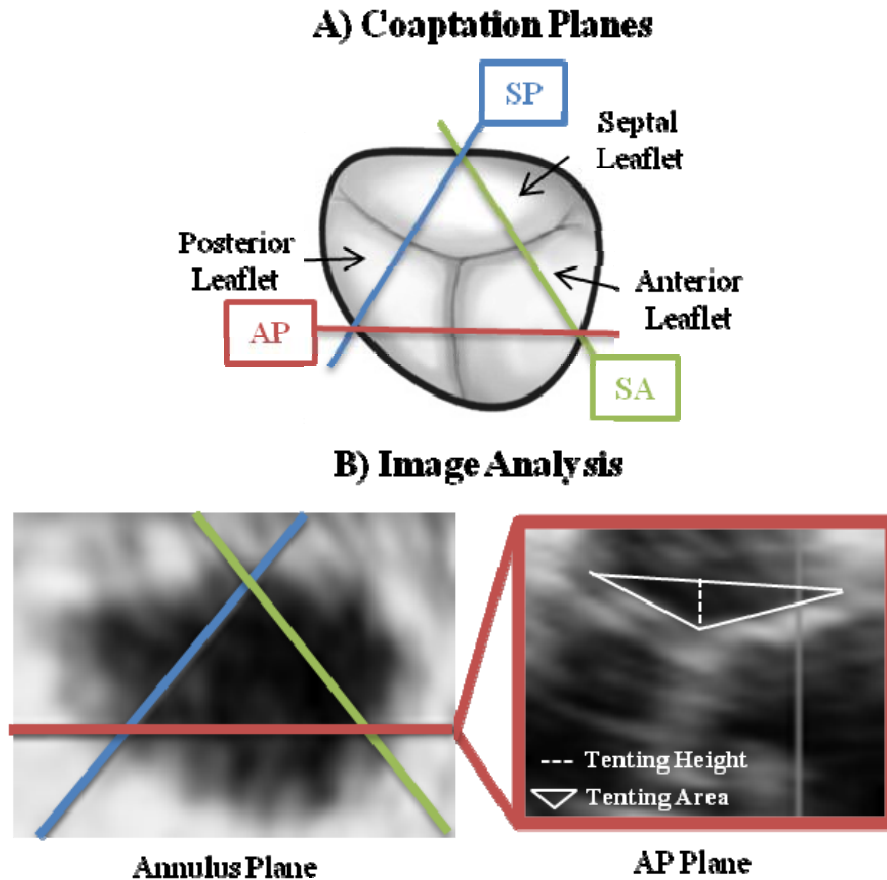 A) Coaptation Planes
SP
Septal
Leaflet
Posterior
Leaflet
Anterior
Leaflet
AP
SA
B) Image Analysis
Tenting Height
Tenting Area
Annulus Plane
AP Plane